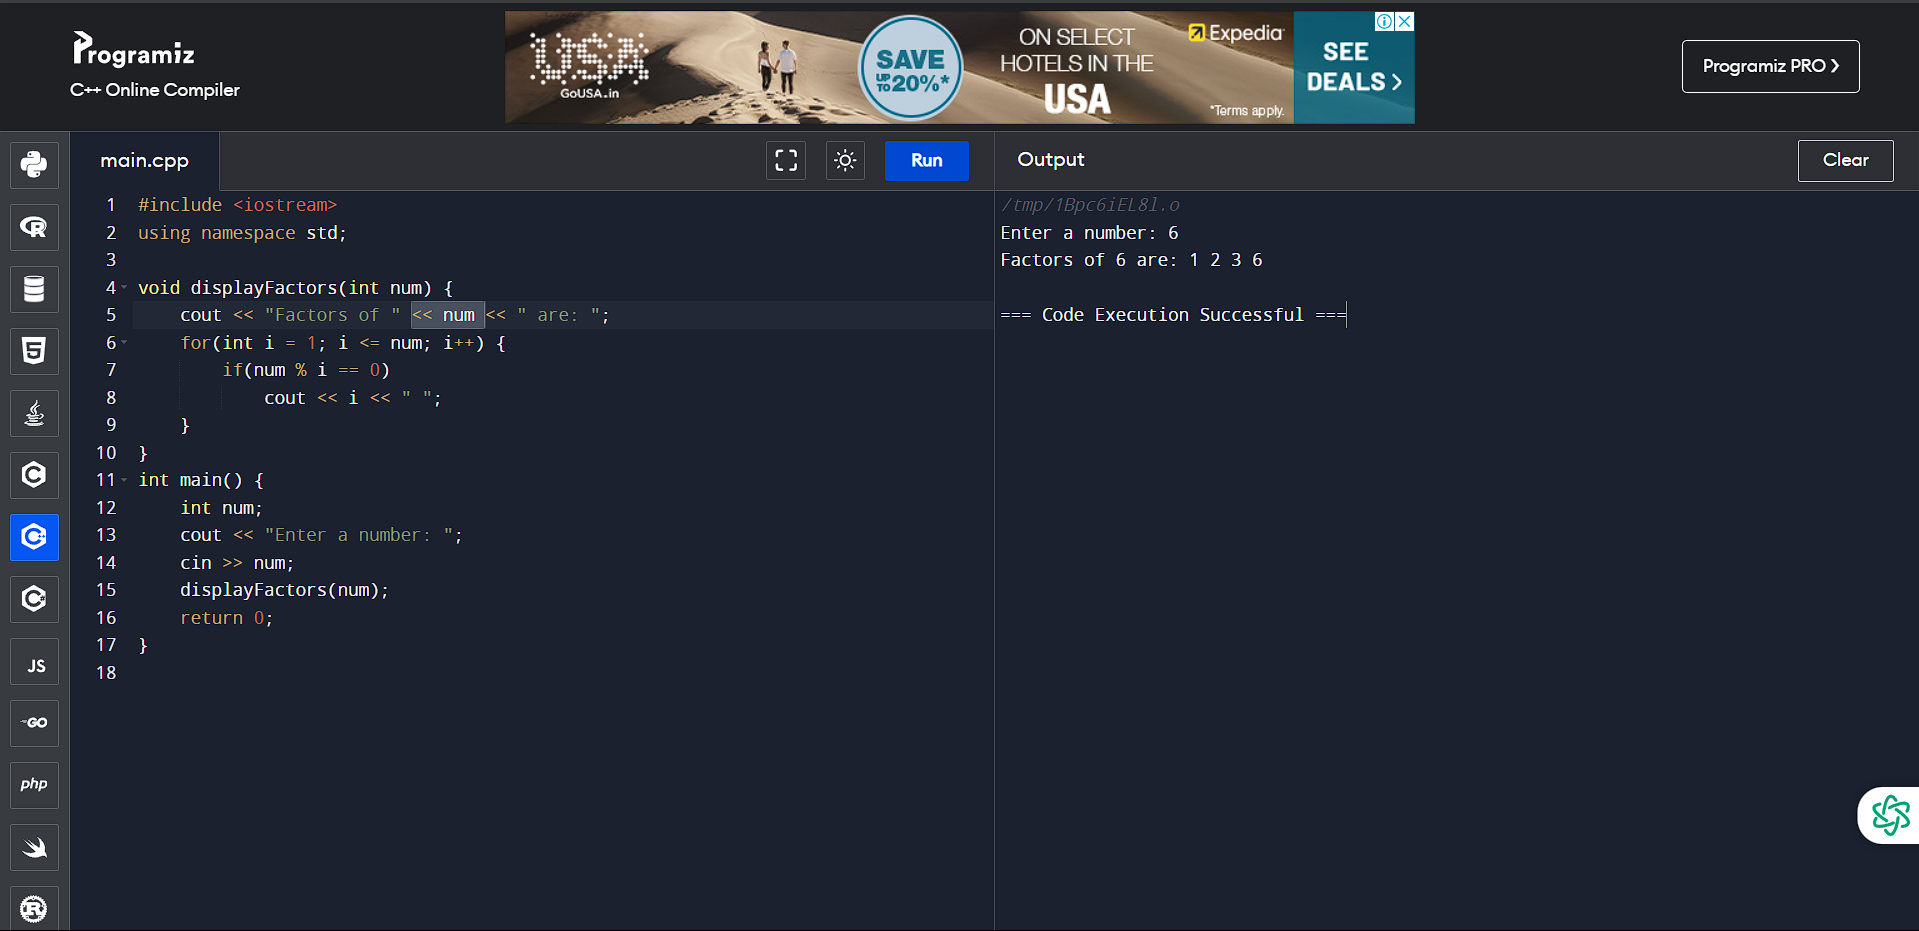 Programiz
C++ Online Compiler
USA
GoUSA.in
SAVE
UP TO 20%*
ON SELECT
HOTELS IN THE
USA
Expedia
*Terms apply.
SEE
DEALS >
Programiz PRO >
main.cpp
Run
Output
Clear
1 #include <iostream>
2 using namespace std;
3
4 void displayFactors(int num) {
5     cout << "Factors of " << num << " are: ";
6     for(int i = 1; i <= num; i++) {
7         if(num % i == 0)
8             cout << i << " ";
9     }
10 }
11 int main() {
12     int num;
13     cout << "Enter a number: ";
14     cin >> num;
15     displayFactors(num);
16     return 0;
17 }
18
/tmp/1Bpc6iEL8l.o
Enter a number: 6
Factors of 6 are: 1 2 3 6
=== Code Execution Successful ===
R
5
C
C++
C#
JS
GO
php
R